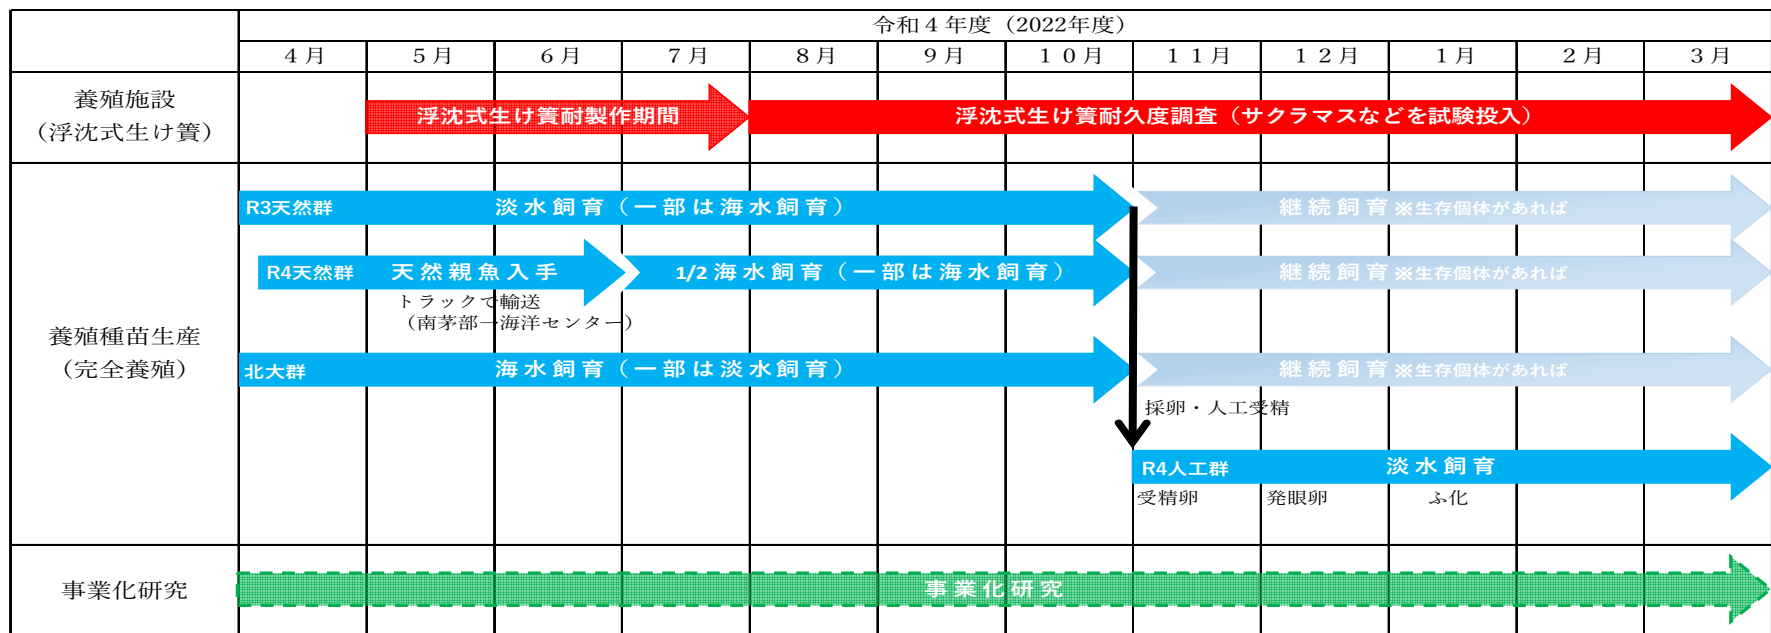 令和４年度（2022年度）
４月 ５月 ６月 ７月 ８月 ９月 １０月 １１月 １２月 １月 ２月 ３月
養殖施設
（浮沈式生け簀）
浮沈式生け簀耐製作期間
浮沈式生け簀耐久度調査（サクラマスなどを試験投入）
養殖種苗生産
（完全養殖）
R3天然群 淡水飼育（一部は海水飼育）
継続飼育※生存個体があれば
R4天然群 天然親魚入手
1/2海水飼育（一部は海水飼育）
継続飼育※生存個体があれば
トラックで輸送
（南茅部→海洋センター）
北大群 海水飼育（一部は淡水飼育）
継続飼育※生存個体があれば
採卵・人工受精
R4人工群 淡水飼育
受精卵 発眼卵 ふ化
事業化研究
事業化研究